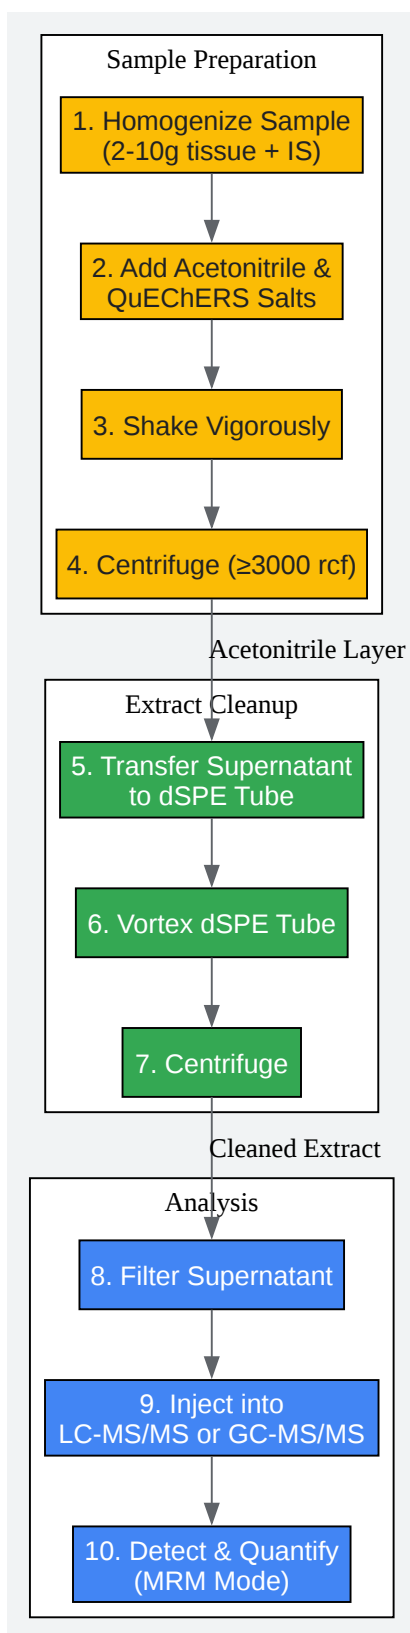 Sample Preparation
1. Homogenize Sample
(2-10g tissue + IS)
2. Add Acetonitrile &
QuEChERS Salts
3. Shake Vigorously
4. Centrifuge (≥3000 rcf)
Acetonitrile Layer
Extract Cleanup
5. Transfer Supernatant
to dSPE Tube
6. Vortex dSPE Tube
7. Centrifuge
Cleaned Extract
Analysis
8. Filter Supernatant
9. Inject into
LC-MS/MS or GC-MS/MS
10. Detect & Quantify
(MRM Mode)